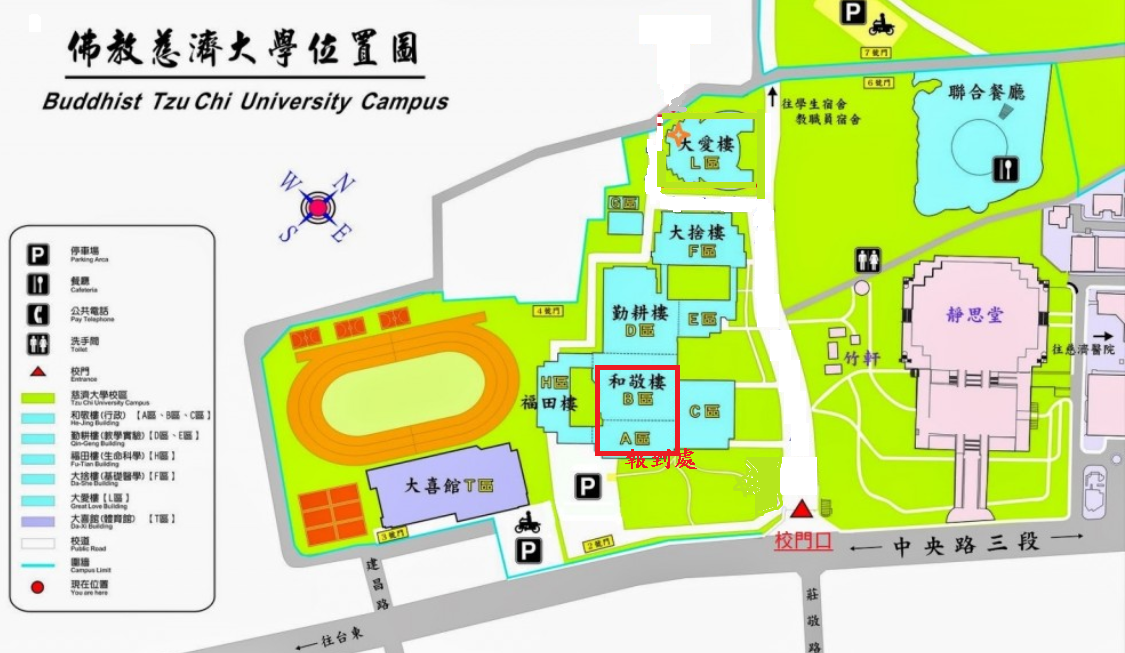 佛教慈濟大學位置圖
Buddhist Tzu Chi University Campus
W N
S E
P 停車場
Parking Area
餐廳
Cafeteria
公共電話
Pay Telephone
洗手間
Toilet
校門
Entrance
慈濟大學校區
Tzu Chi University Campus
和敬樓(行政)【A區、B區、C區】
He-Jing Building
勤耕樓(教學實驗)【D區、E區】
Qin-Geng Building
福田樓(生命科學)【H區】
Fu-Tian Building
大捨樓(基礎醫學)【F區】
Da-She Building
大愛樓【L區】
Great Love Building
大喜館(體育館)【T區】
Da-Xi Building
校道
Public Road
圍牆
Campus Limit
現在位置
You are here
P
7號門
6號門
聯合餐廳
往學生宿舍
教職員宿舍
大愛樓
L區
G區
大捨樓
F區
4號門
勤耕樓
D區
E區
靜思堂
竹軒
往慈濟醫院
H區
福田樓
和敬樓
B區
C區
A區
報到處
大喜館T區
P
P
3號門
2號門
校門口
中央路三段
建昌路
莊敬路
往台東